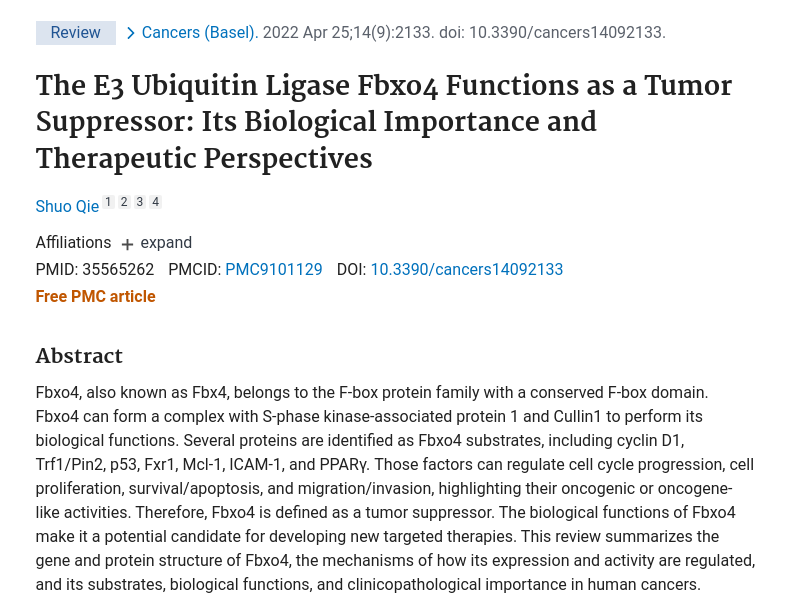 Review > Cancers (Basel). 2022 Apr 25;14(9):2133. doi: 10.3390/cancers14092133.
The E3 Ubiquitin Ligase Fbxo4 Functions as a Tumor
Suppressor: Its Biological Importance and
Therapeutic Perspectives
Shuo Qie 1 2 3 4
Affiliations + expand
PMID: 35565262 PMCID: PMC9101129 DOI: 10.3390/cancers14092133
Free PMC article
Abstract
Fbxo4, also known as Fbx4, belongs to the F-box protein family with a conserved F-box domain.
Fbxo4 can form a complex with S-phase kinase-associated protein 1 and Cullin1 to perform its
biological functions. Several proteins are identified as Fbxo4 substrates, including cyclin D1,
Trf1/Pin2, p53, Fxr1, Mcl-1, ICAM-1, and PPARγ. Those factors can regulate cell cycle progression, cell
proliferation, survival/apoptosis, and migration/invasion, highlighting their oncogenic or oncogene-
like activities. Therefore, Fbxo4 is defined as a tumor suppressor. The biological functions of Fbxo4
make it a potential candidate for developing new targeted therapies. This review summarizes the
gene and protein structure of Fbxo4, the mechanisms of how its expression and activity are regulated,
and its substrates, biological functions, and clinicopathological importance in human cancers.